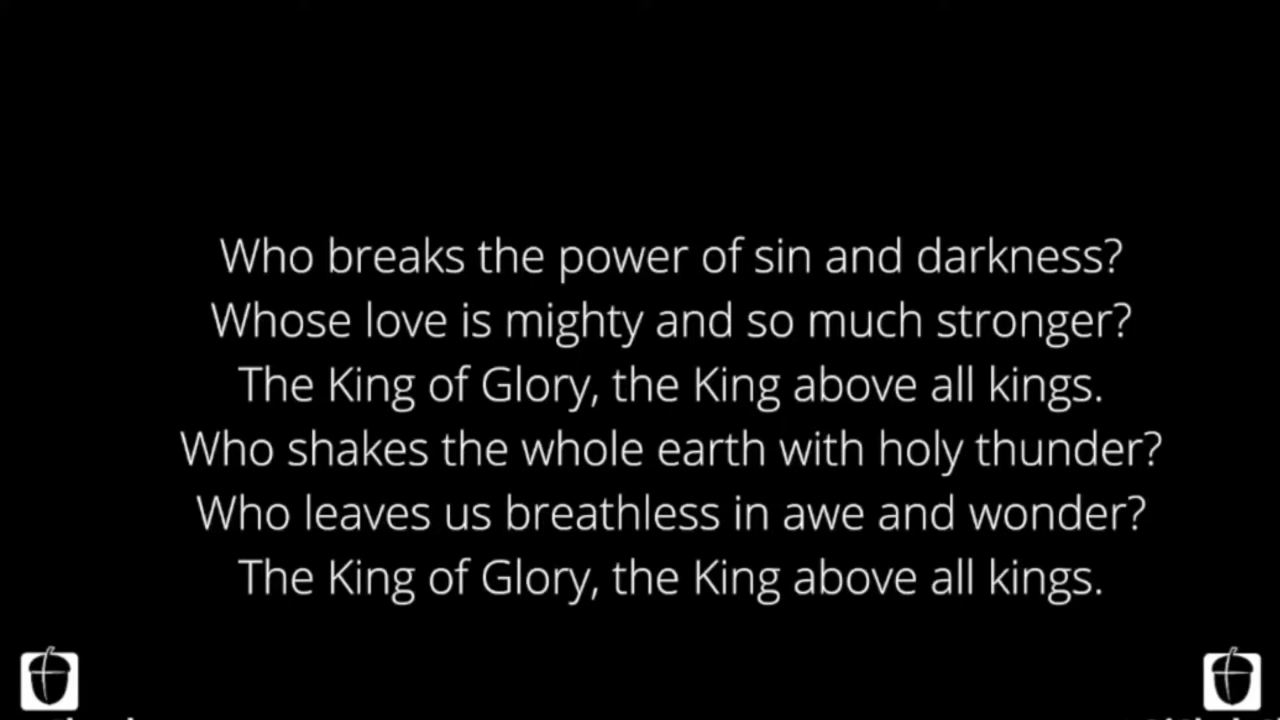 Who breaks the power of sin and darkness?
Whose love is mighty and so much stronger?
The King of Glory, the King above all kings.
Who shakes the whole earth with holy thunder?
Who leaves us breathless in awe and wonder?
The King of Glory, the King above all kings.